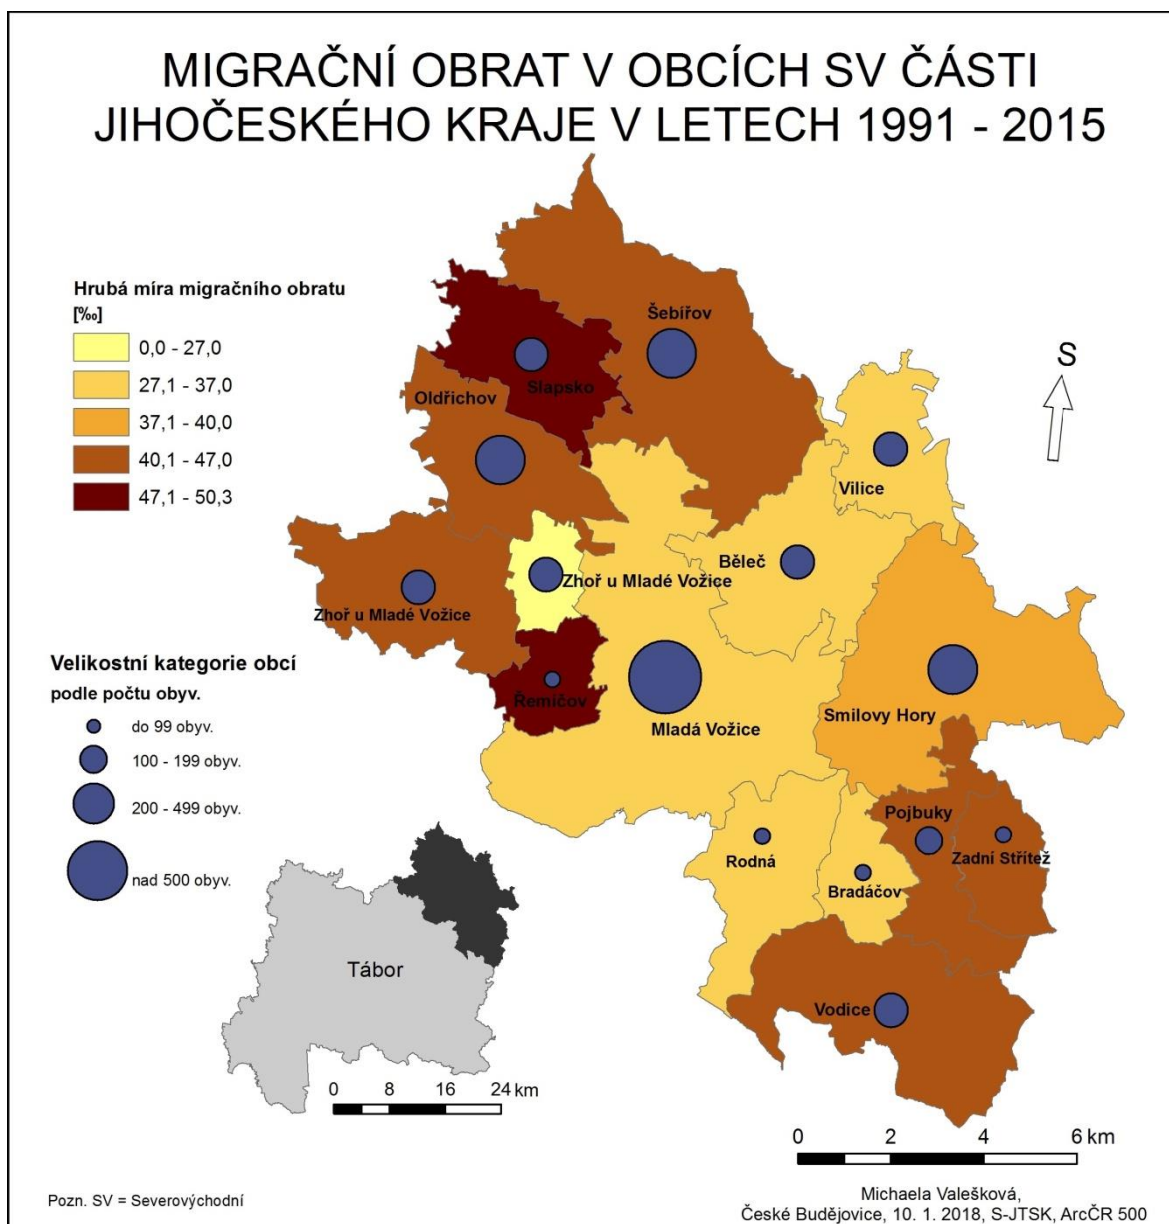 MIGRAČNÍ OBRAT V OBCÍCH SV ČÁSTI
JIHOČESKÉHO KRAJE V LETECH 1991 - 2015
Hrubá míra migračního obratu
[‰]
0,0 - 27,0
27,1 - 37,0
37,1 - 40,0
40,1 - 47,0
47,1 - 50,3
Šebířov
S
Slapsko
Oldřichov
Vilice
Běleč
Zhoř u Mladé Vožice
Zhoř u Mladé Vožice
Řemíčov
Smilovy Hory
Mladá Vožice
Velikostní kategorie obcí
podle počtu obyv.
do 99 obyv.
100 - 199 obyv.
200 - 499 obyv.
nad 500 obyv.
Pojbuky
Zadní Střítež
Rodná
Bradáčov
Vodice
Tábor
0 8 16 24 km
0 2 4 6 km
Pozn. SV = Severovýchodní
Michaela Valešková,
České Budějovice, 10. 1. 2018, S-JTSK, ArcČR 500